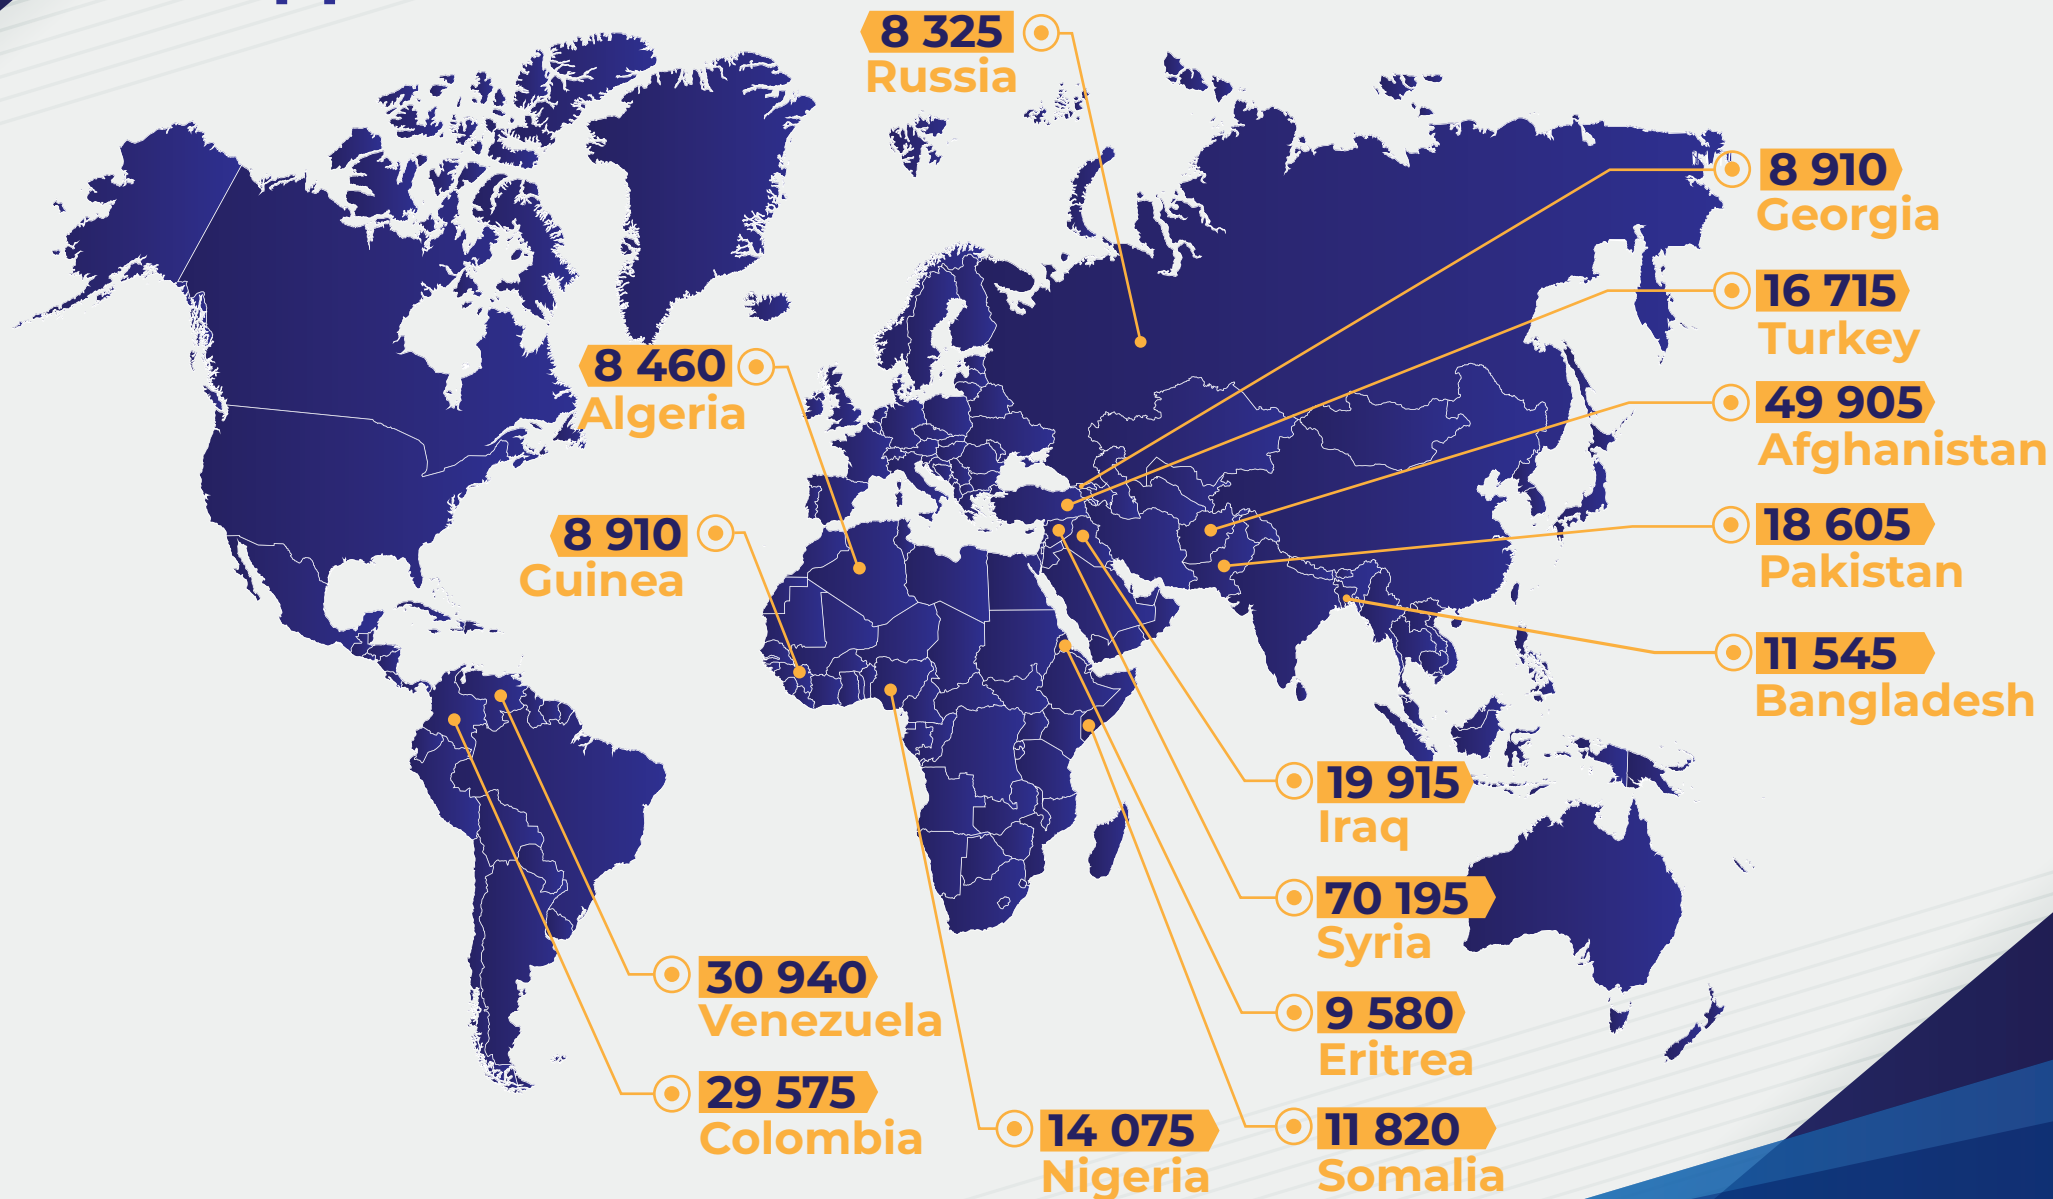 8 325
Russia
8 910
Georgia
16 715
Turkey
8 460
Algeria
49 905
Afghanistan
8 910
Guinea
18 605
Pakistan
11 545
Bangladesh
19 915
Iraq
70 195
Syria
30 940
Venezuela
9 580
Eritrea
29 575
Colombia
14 075
Nigeria
11 820
Somalia